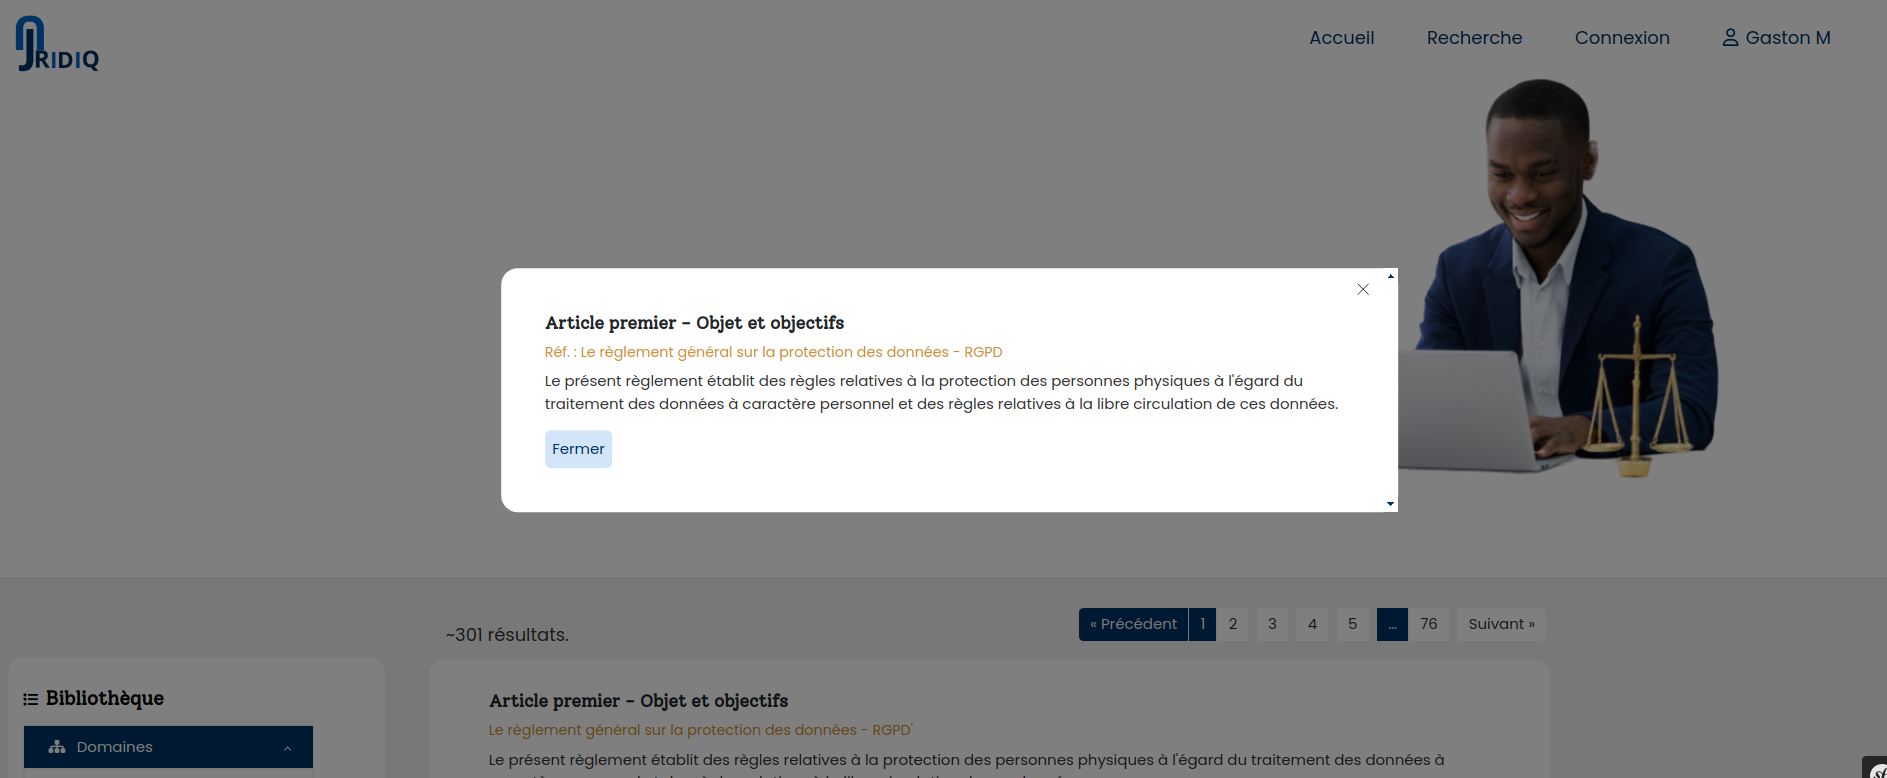 JRIDIQ
Accueil
Recherche
Connexion
Gaston M
Article premier - Objet et objectifs
Réf. : Le règlement général sur la protection des données - RGPD
Le présent règlement établit des règles relatives à la protection des personnes physiques à l'égard du
traitement des données à caractère personnel et des règles relatives à la libre circulation de ces données.
Fermer
~301 résultats.
« Précédent 1 2 3 4 5 ... 76 Suivant »
Bibliothèque
Domaines
Article premier - Objet et objectifs
Le règlement général sur la protection des données - RGPD'
Le présent règlement établit des règles relatives à la protection des personnes physiques à l'égard du traitement des données à